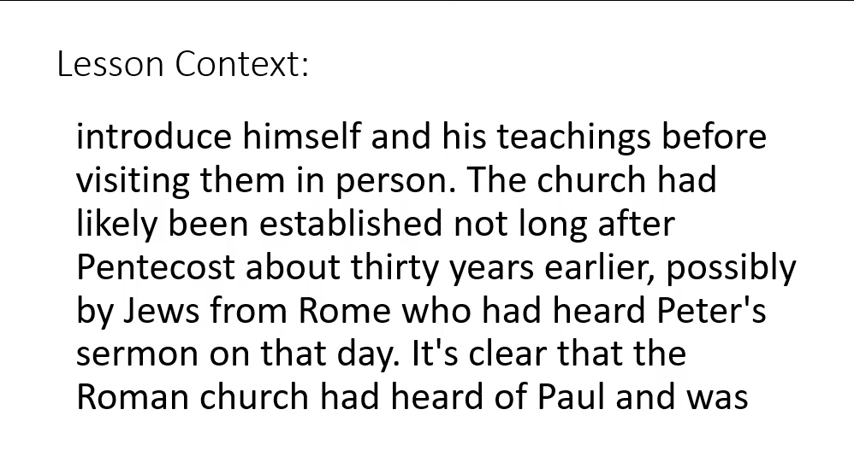 Lesson Context:
introduce himself and his teachings before
visiting them in person. The church had
likely been established not long after
Pentecost about thirty years earlier, possibly
by Jews from Rome who had heard Peter's
sermon on that day. It's clear that the
Roman church had heard of Paul and was